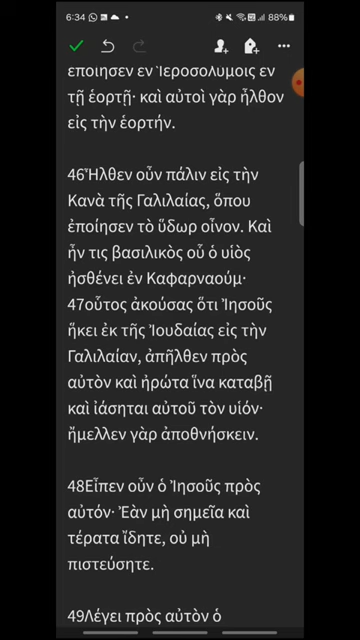 6:34
88%
ἐποίησεν ἐν Ἱεροσολύμοις ἐν
τῇ ἑορτῇ· καὶ αὐτοὶ γὰρ ἦλθον
εἰς τὴν ἑορτήν.
46Ἦλθεν οὖν πάλιν εἰς τὴν
Κανὰ τῆς Γαλιλαίας, ὅπου
ἐποίησεν τὸ ὕδωρ οἶνον. Καὶ
ἦν τις βασιλικὸς οὗ ὁ υἱὸς
ἠσθένει ἐν Καφαρναούμ·
47οὗτος ἀκούσας ὅτι Ἰησοῦς
ἥκει ἐκ τῆς Ἰουδαίας εἰς τὴν
Γαλιλαίαν, ἀπῆλθεν πρὸς
αὐτὸν καὶ ἠρώτα ἵνα καταβῇ
καὶ ἰάσηται αὐτοῦ τὸν υἱόν·
ἤμελλεν γὰρ ἀποθνήσκειν.
48Εἶπεν οὖν ὁ Ἰησοῦς πρὸς
αὐτόν· Ἐὰν μὴ σημεῖα καὶ
τέρατα ἴδητε, οὐ μὴ
πιστεύσητε.
49Λέγει πρὸς αὐτὸν ὁ